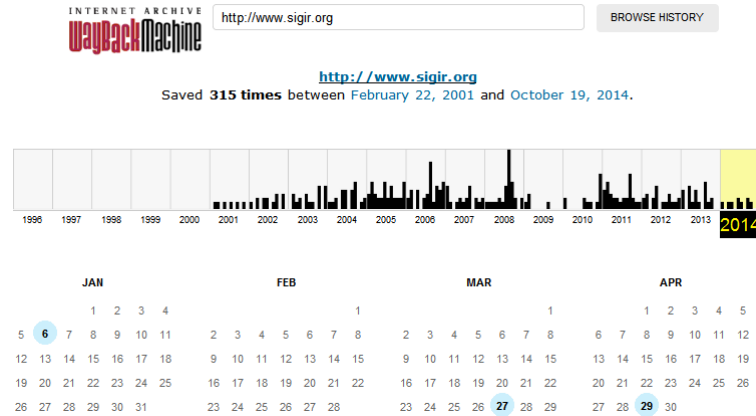 INTERNET ARCHIVE
WayBackMachine
http://www.sigir.org
BROWSE HISTORY
http://www.sigir.org
Saved 315 times between February 22, 2001 and October 19, 2014.
1996 1997 1998 1999 2000 2001 2002 2003 2004 2005 2006 2007 2008 2009 2010 2011 2012 2013 2014
JAN FEB MAR APR
1 2 3 4 1 1 1 2 3 4 5
5 6 7 8 9 10 11 2 3 4 5 6 7 8 2 3 4 5 6 7 8 6 7 8 9 10 11 12
12 13 14 15 16 17 18 9 10 11 12 13 14 15 9 10 11 12 13 14 15 13 14 15 16 17 18 19
19 20 21 22 23 24 25 16 17 18 19 20 21 22 16 17 18 19 20 21 22 20 21 22 23 24 25 26
26 27 28 29 30 31 23 24 25 26 27 28 23 24 25 26 27 28 29 27 28 29 30